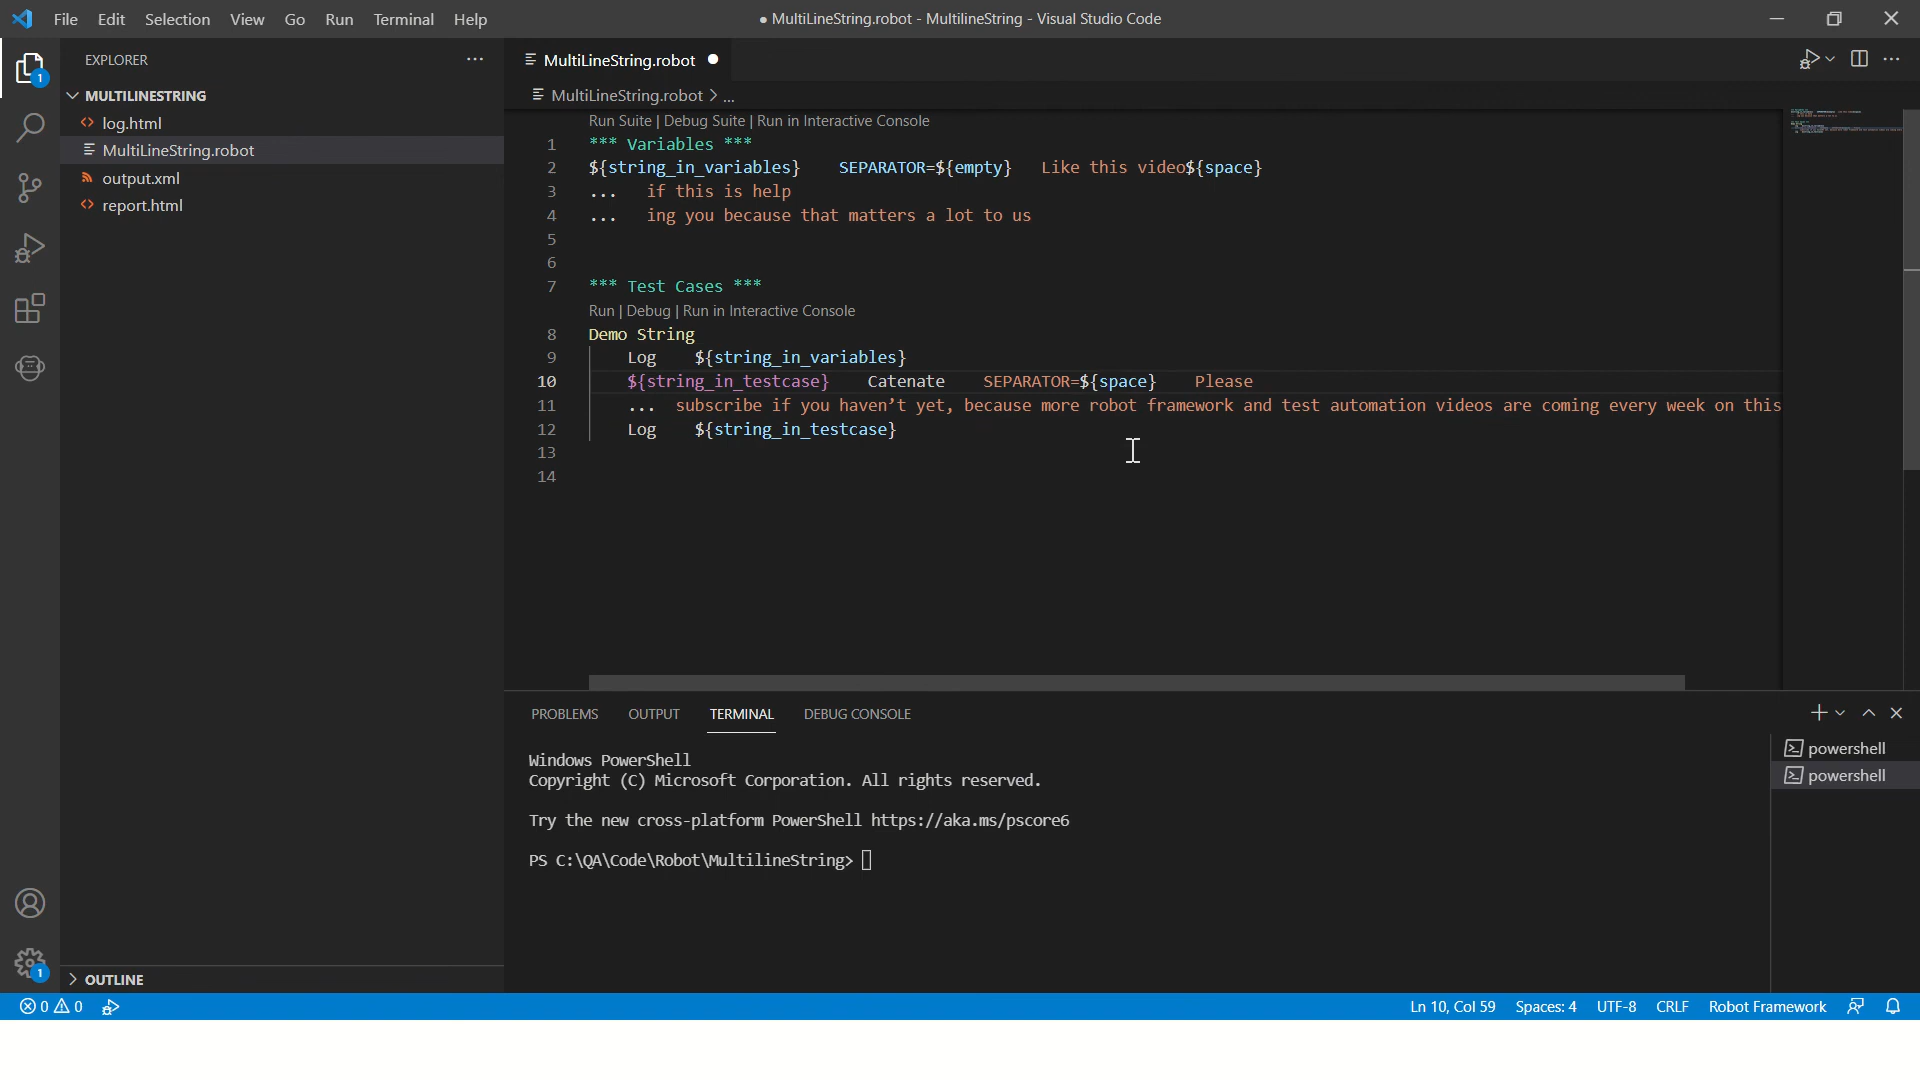 File Edit Selection View Go Run Terminal Help
● MultiLineString.robot - MultilineString - Visual Studio Code
EXPLORER
MultiLineString.robot
MULTILINESTRING
MultiLineString.robot > ...
log.html
MultiLineString.robot
output.xml
report.html
Run Suite | Debug Suite | Run in Interactive Console
1 *** Variables ***
2 ${string_in_variables} SEPARATOR=${empty} Like this video${space}
3 ... if this is help
4 ... ing you because that matters a lot to us
5
6
7 *** Test Cases ***
Run | Debug | Run in Interactive Console
8 Demo String
9 Log ${string_in_variables}
10 ${string_in_testcase} Catenate SEPARATOR=${space} Please
11 ... subscribe if you haven’t yet, because more robot framework and test automation videos are coming every week on this
12 Log ${string_in_testcase}
13
14
PROBLEMS OUTPUT TERMINAL DEBUG CONSOLE
Windows PowerShell
Copyright (C) Microsoft Corporation. All rights reserved.
Try the new cross-platform PowerShell https://aka.ms/pscore6
PS C:\QA\Code\Robot\MultilineString>
powershell
powershell
1
1
OUTLINE
0 0
Ln 10, Col 59 Spaces: 4 UTF-8 CRLF Robot Framework